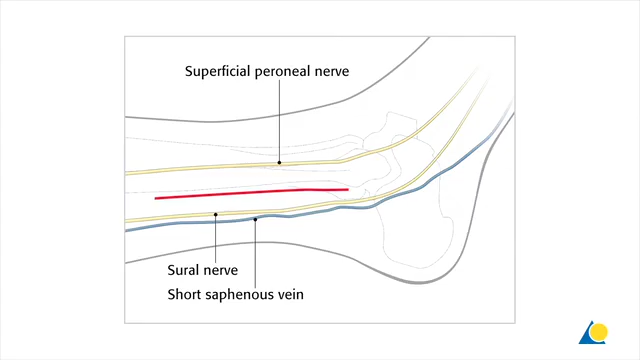 Superficial peroneal nerve
Sural nerve
Short saphenous vein